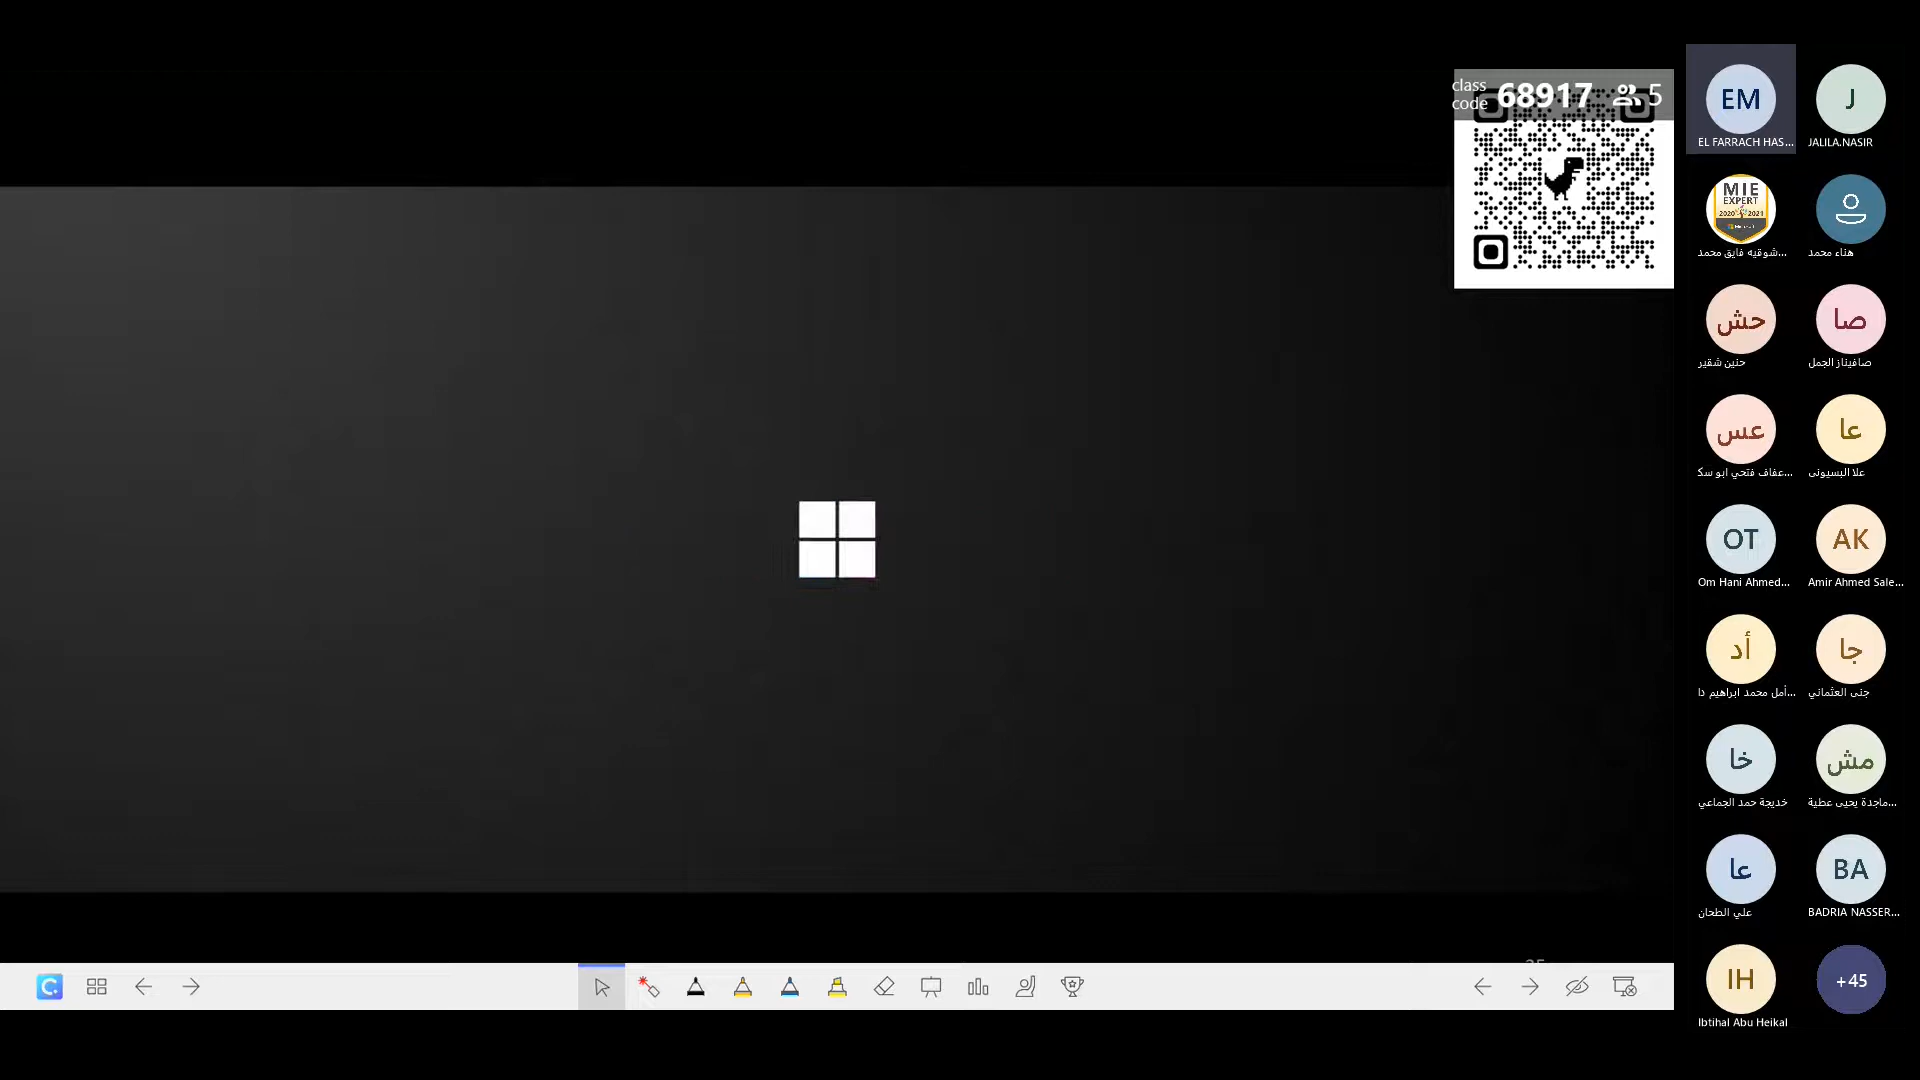 class
code 68917 5
EM
EL FARRACH HAS...
J
JALILA.NASIR
MIE
EXPERT
2020 2021
Microsoft
شوقيه فايق محمد...
هناء محمد
حش
حنين شقير
صا
صافيناز الجمل
عس
عفاف فتحي ابو سك...
عا
علا البسيونى
OT
Om Hani Ahmed...
AK
Amir Ahmed Sale...
أد
أمل محمد ابراهيم دا...
جا
جنى العثماني
خا
خديجة حمد الجماعي
مش
ماجدة يحيى عطية...
عا
علي الطحان
BA
BADRIA NASSER...
IH
Ibtihal Abu Heikal
+45
C